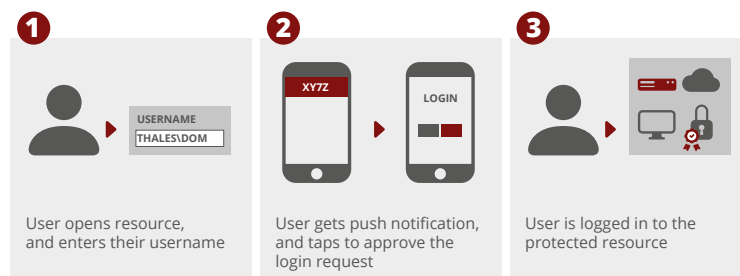 1
USERNAME
THALES\DOM
User opens resource,
and enters their username
2
XY7Z
LOGIN
User gets push notification,
and taps to approve the
login request
3
User is logged in to the
protected resource